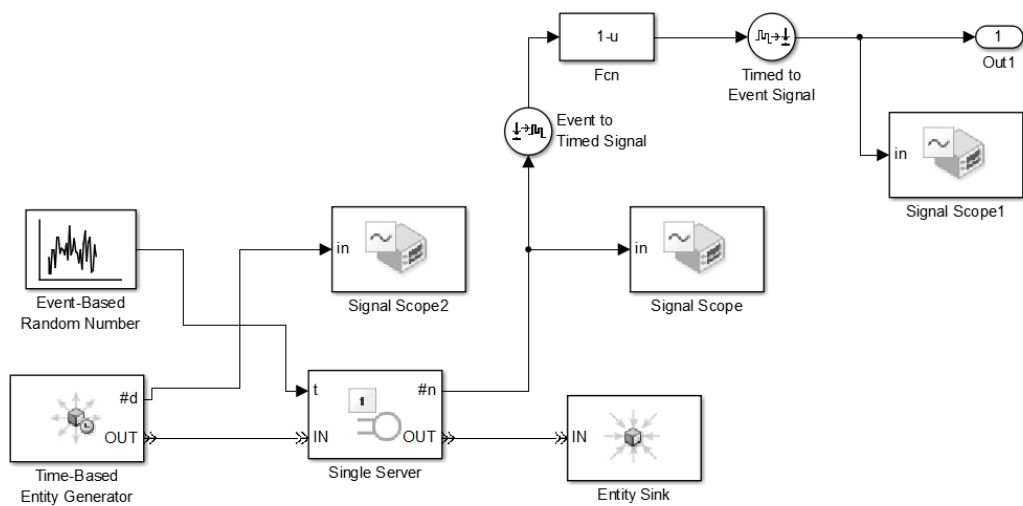 1-u
Fcn
Timed to
Event Signal
1
Out1
Event to
Timed Signal
in
Signal Scope1
Event-Based
Random Number
in
Signal Scope2
in
Signal Scope
#d
OUT
Time-Based
Entity Generator
t
#n
IN
OUT
Single Server
IN
Entity Sink